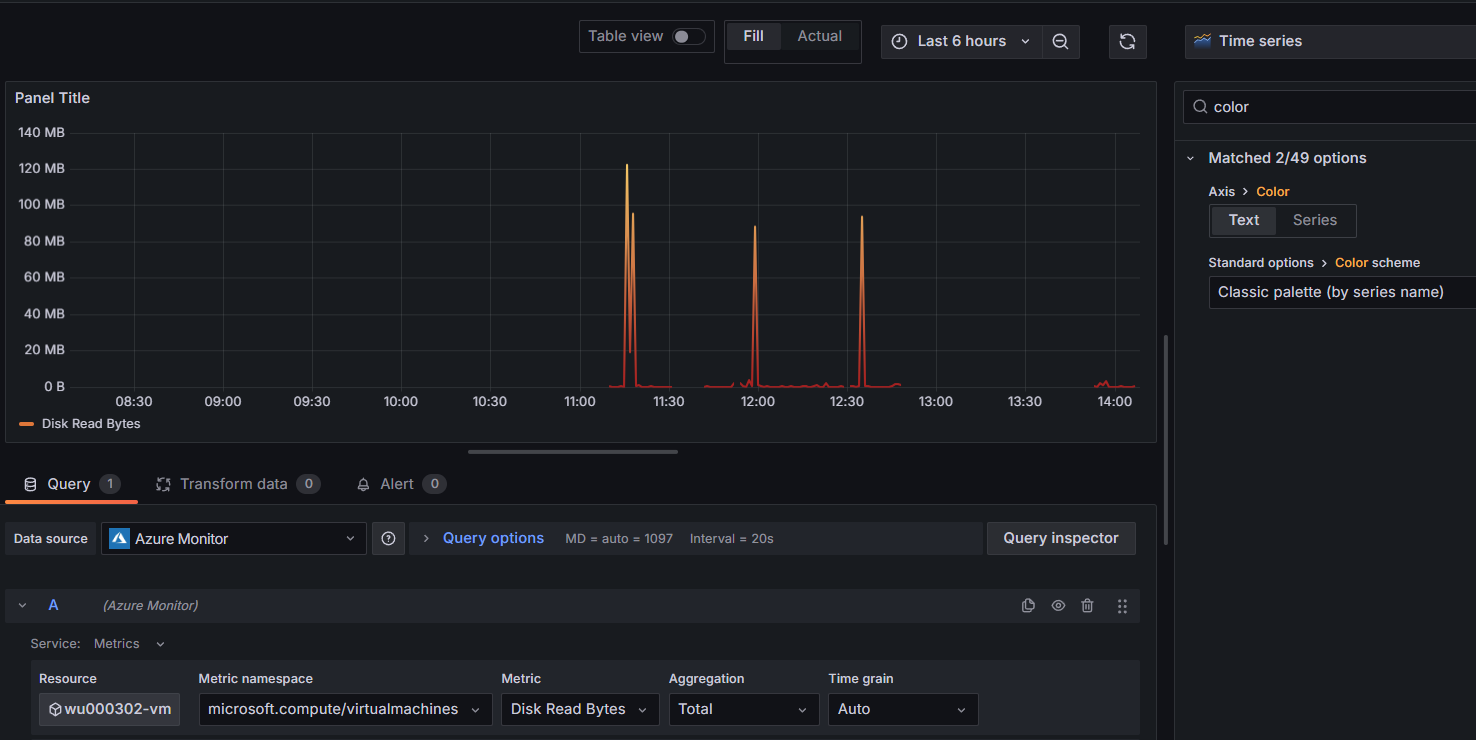 Table view
Fill Actual
Last 6 hours
Time series
Panel Title
color
140 MB
120 MB
100 MB
80 MB
60 MB
40 MB
20 MB
0 B
08:30 09:00 09:30 10:00 10:30 11:00 11:30 12:00 12:30 13:00 13:30 14:00
Disk Read Bytes
Matched 2/49 options
Axis > Color
Text Series
Standard options > Color scheme
Classic palette (by series name)
Query 1 Transform data 0 Alert 0
Data source Azure Monitor ? > Query options MD = auto = 1097 Interval = 20s Query inspector
A (Azure Monitor)
Service: Metrics
Resource Metric namespace Metric Aggregation Time grain
wu000302-vm microsoft.compute/virtualmachines Disk Read Bytes Total Auto